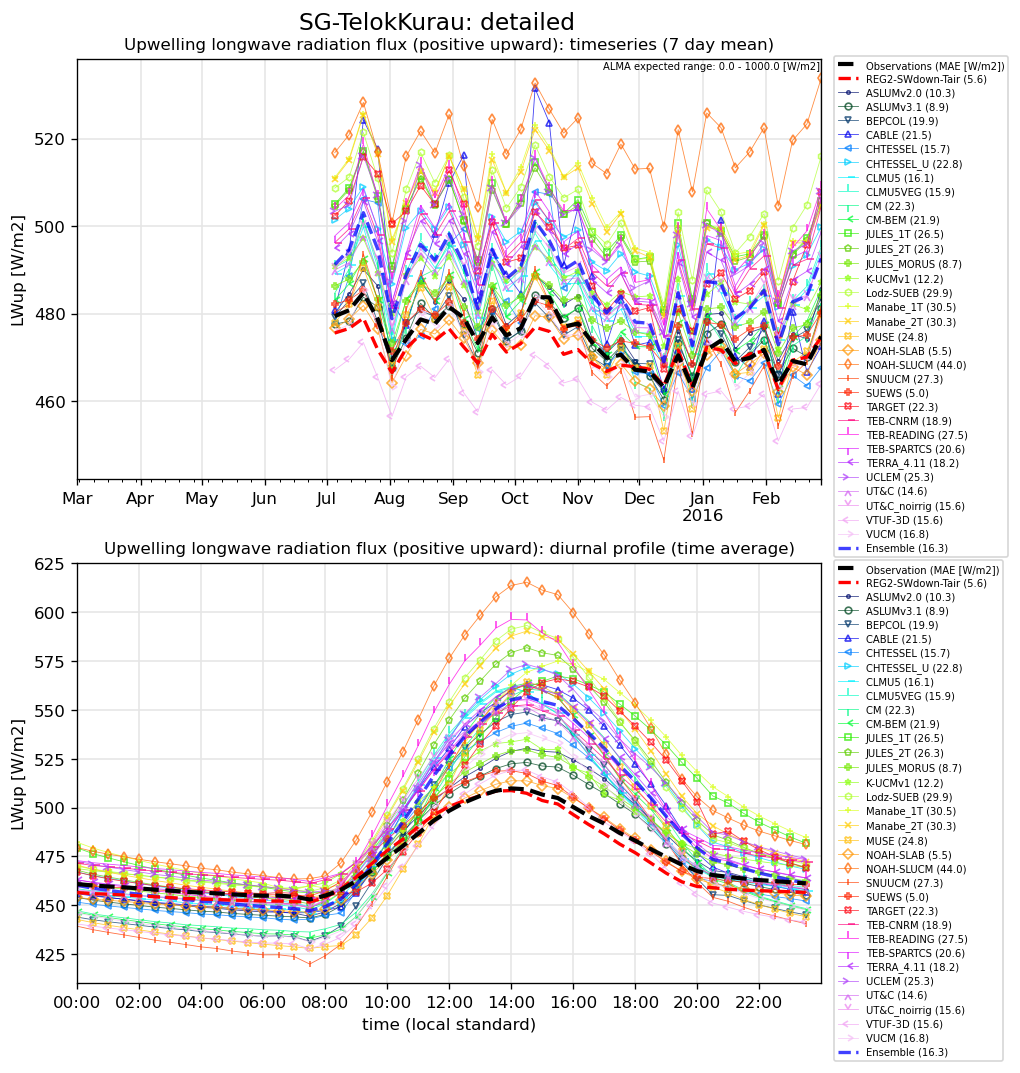 SG-TelokKurau: detailed
Upwelling longwave radiation flux (positive upward): timeseries (7 day mean)
ALMA expected range: 0.0 - 1000.0 [W/m2]
LWup [W/m2]
520
500
480
460
Mar Apr May Jun Jul Aug Sep Oct Nov Dec Jan Feb
2016
Observations (MAE [W/m2])
REG2-SWdown-Tair (5.6)
ASLUMv2.0 (10.3)
ASLUMv3.1 (8.9)
BEPCOL (19.9)
CABLE (21.5)
CHTESSEL (15.7)
CHTESSEL_U (22.8)
CLMU5 (16.1)
CLMU5VEG (15.9)
CM (22.3)
CM-BEM (21.9)
JULES_1T (26.5)
JULES_2T (26.3)
JULES_MORUS (8.7)
K-UCMv1 (12.2)
Lodz-SUEB (29.9)
Manabe_1T (30.5)
Manabe_2T (30.3)
MUSE (24.8)
NOAH-SLAB (5.5)
NOAH-SLUCM (44.0)
SNUUCM (27.3)
SUEWS (5.0)
TARGET (22.3)
TEB-CNRM (18.9)
TEB-READING (27.5)
TEB-SPARTCS (20.6)
TERRA_4.11 (18.2)
UCLEM (25.3)
UT&C (14.6)
UT&C_noirrig (15.6)
VTUF-3D (15.6)
VUCM (16.8)
Ensemble (16.3)
Upwelling longwave radiation flux (positive upward): diurnal profile (time average)
LWup [W/m2]
625
600
575
550
525
500
475
450
425
00:00 02:00 04:00 06:00 08:00 10:00 12:00 14:00 16:00 18:00 20:00 22:00
time (local standard)
Observation (MAE [W/m2])
REG2-SWdown-Tair (5.6)
ASLUMv2.0 (10.3)
ASLUMv3.1 (8.9)
BEPCOL (19.9)
CABLE (21.5)
CHTESSEL (15.7)
CHTESSEL_U (22.8)
CLMU5 (16.1)
CLMU5VEG (15.9)
CM (22.3)
CM-BEM (21.9)
JULES_1T (26.5)
JULES_2T (26.3)
JULES_MORUS (8.7)
K-UCMv1 (12.2)
Lodz-SUEB (29.9)
Manabe_1T (30.5)
Manabe_2T (30.3)
MUSE (24.8)
NOAH-SLAB (5.5)
NOAH-SLUCM (44.0)
SNUUCM (27.3)
SUEWS (5.0)
TARGET (22.3)
TEB-CNRM (18.9)
TEB-READING (27.5)
TEB-SPARTCS (20.6)
TERRA_4.11 (18.2)
UCLEM (25.3)
UT&C (14.6)
UT&C_noirrig (15.6)
VTUF-3D (15.6)
VUCM (16.8)
Ensemble (16.3)